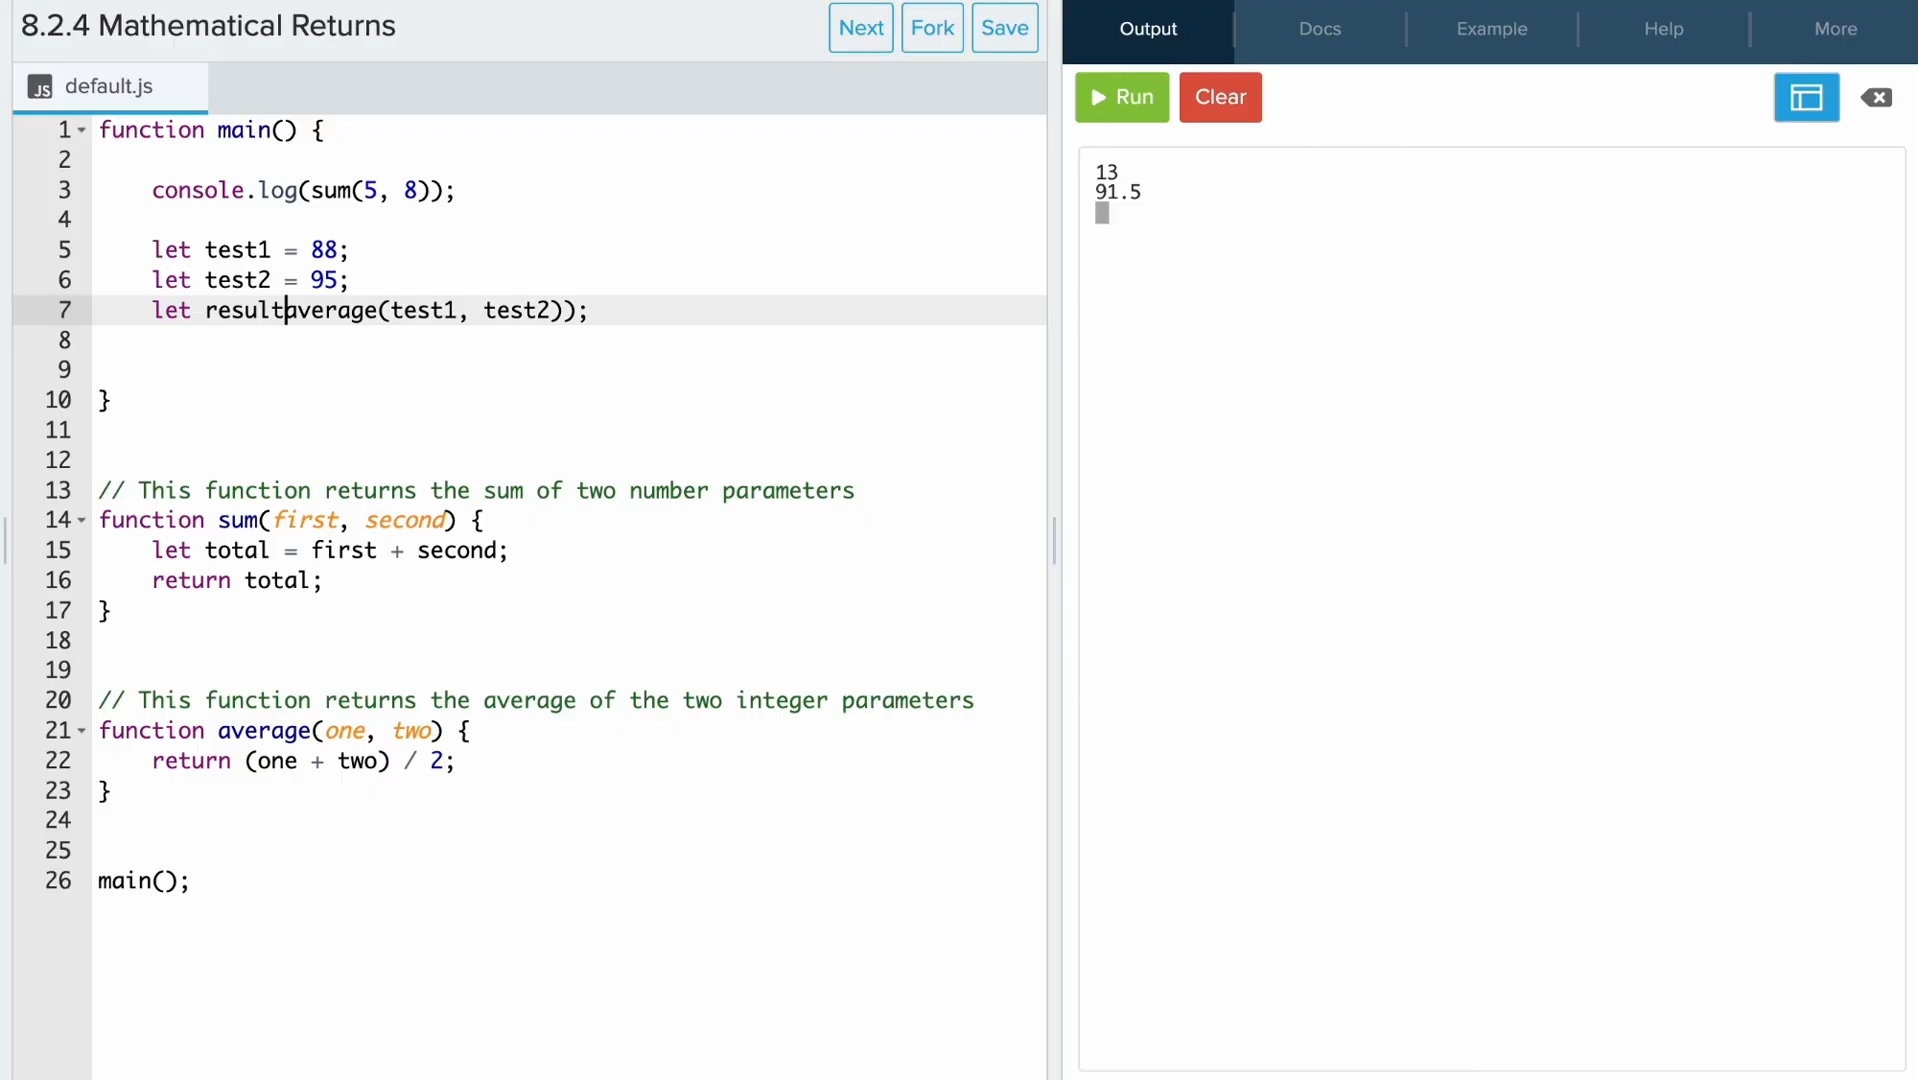 8.2.4 Mathematical Returns
Next
Fork
Save
JS default.js
1 function main() {
2
3 console.log(sum(5, 8));
4
5 let test1 = 88;
6 let test2 = 95;
7 let resultaverage(test1, test2));
8
9
10 }
11
12
13 // This function returns the sum of two number parameters
14 function sum(first, second) {
15 let total = first + second;
16 return total;
17 }
18
19
20 // This function returns the average of the two integer parameters
21 function average(one, two) {
22 return (one + two) / 2;
23 }
24
25
26 main();
Output
Docs
Example
Help
More
Run
Clear
13
91.5